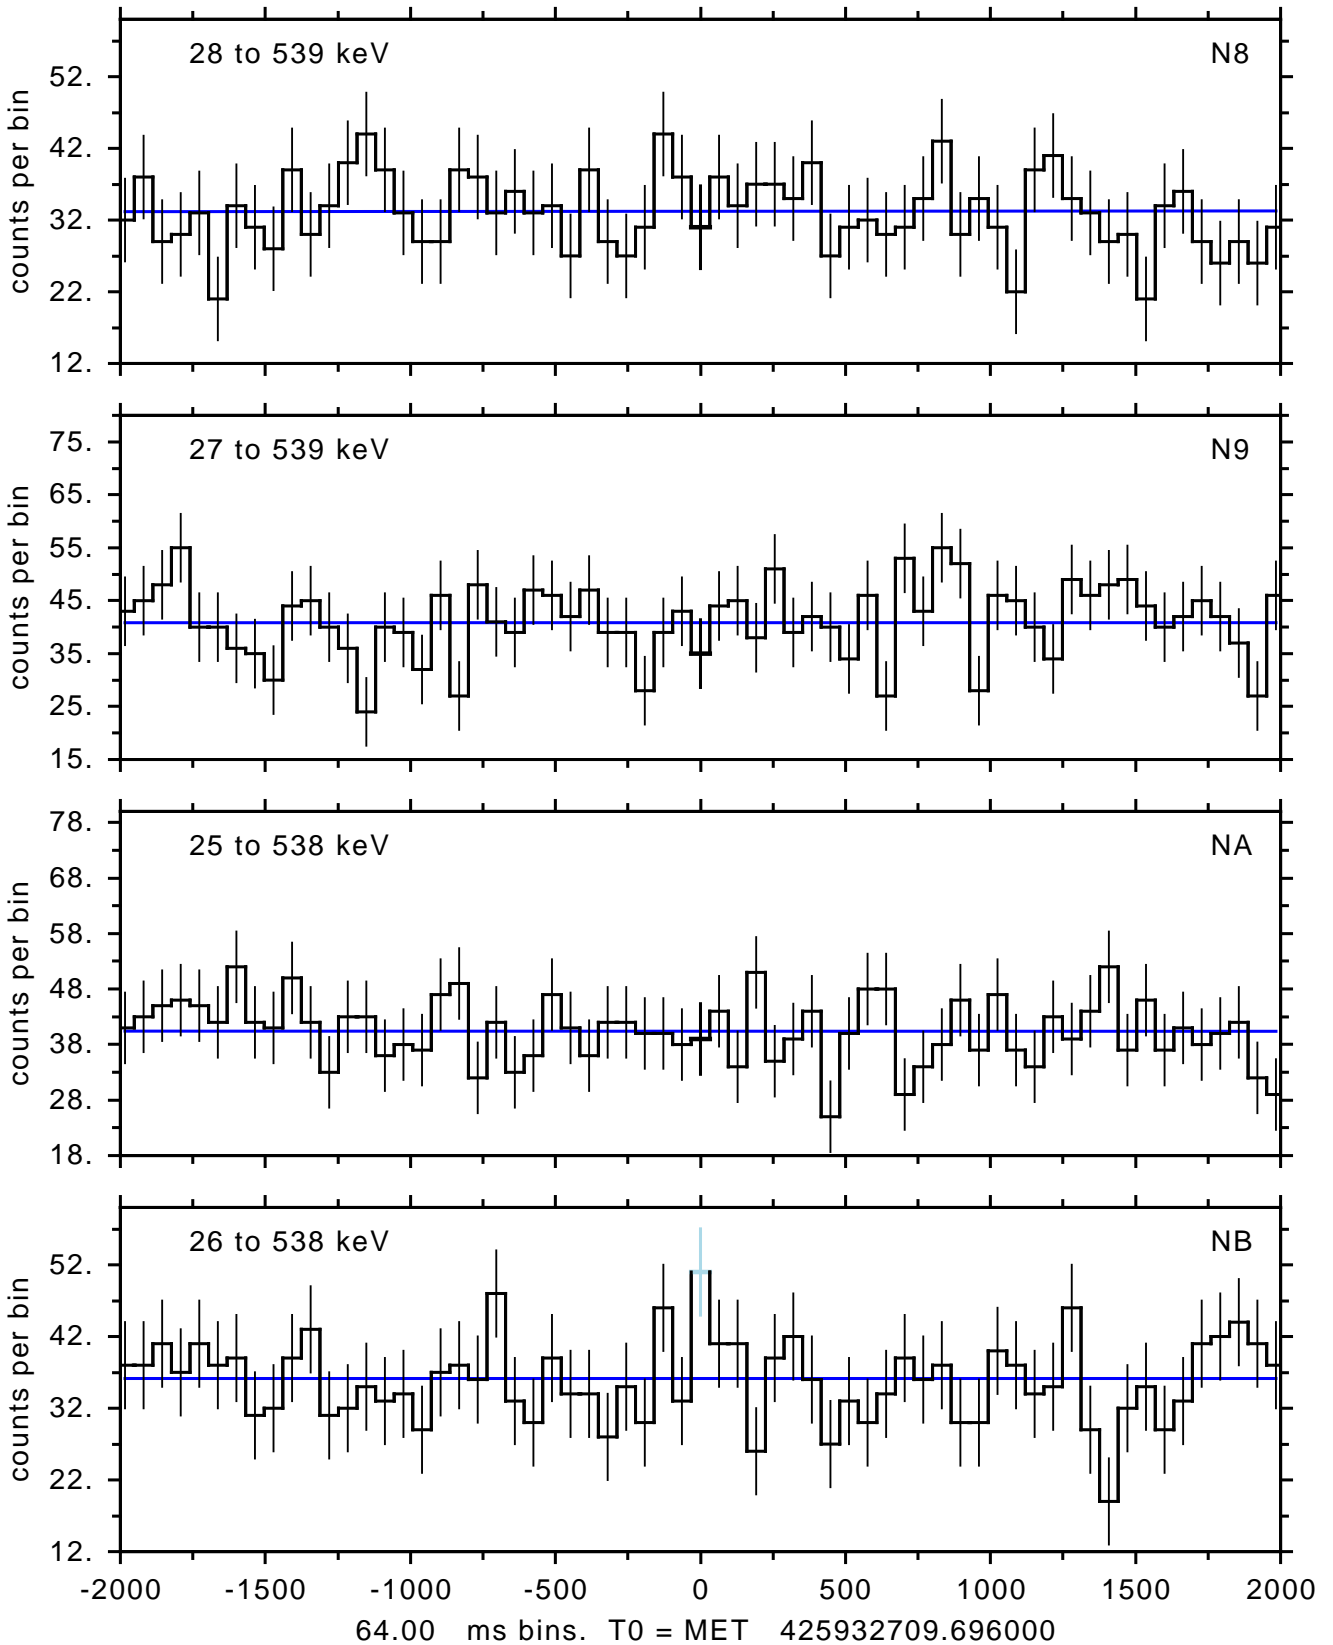 28 to 539 keV N8
counts per bin
52.
42.
32.
22.
12.
27 to 539 keV N9
counts per bin
75.
65.
55.
45.
35.
25.
15.
25 to 538 keV NA
counts per bin
78.
68.
58.
48.
38.
28.
18.
26 to 538 keV NB
counts per bin
52.
42.
32.
22.
12.
-2000 -1500 -1000 -500 0 500 1000 1500 2000
64.00 ms bins. T0 = MET 425932709.696000